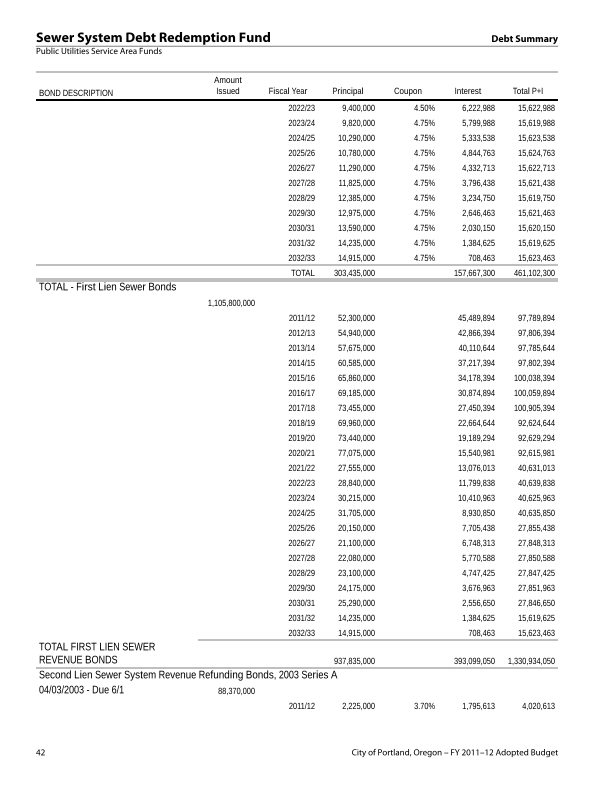 Sewer System Debt Redemption Fund Debt Summary
Public Utilities Service Area Funds
Amount
BOND DESCRIPTION Issued Fiscal Year Principal Coupon Interest Total P+I
2022/23 9,400,000 4.50% 6,222,988 15,622,988
2023/24 9,820,000 4.75% 5,799,988 15,619,988
2024/25 10,290,000 4.75% 5,333,538 15,623,538
2025/26 10,780,000 4.75% 4,844,763 15,624,763
2026/27 11,290,000 4.75% 4,332,713 15,622,713
2027/28 11,825,000 4.75% 3,796,438 15,621,438
2028/29 12,385,000 4.75% 3,234,750 15,619,750
2029/30 12,975,000 4.75% 2,646,463 15,621,463
2030/31 13,590,000 4.75% 2,030,150 15,620,150
2031/32 14,235,000 4.75% 1,384,625 15,619,625
2032/33 14,915,000 4.75% 708,463 15,623,463
TOTAL 303,435,000 157,667,300 461,102,300
TOTAL - First Lien Sewer Bonds
1,105,800,000
2011/12 52,300,000 45,489,894 97,789,894
2012/13 54,940,000 42,866,394 97,806,394
2013/14 57,675,000 40,110,644 97,785,644
2014/15 60,585,000 37,217,394 97,802,394
2015/16 65,860,000 34,178,394 100,038,394
2016/17 69,185,000 30,874,894 100,059,894
2017/18 73,455,000 27,450,394 100,905,394
2018/19 69,960,000 22,664,644 92,624,644
2019/20 73,440,000 19,189,294 92,629,294
2020/21 77,075,000 15,540,981 92,615,981
2021/22 27,555,000 13,076,013 40,631,013
2022/23 28,840,000 11,799,838 40,639,838
2023/24 30,215,000 10,410,963 40,625,963
2024/25 31,705,000 8,930,850 40,635,850
2025/26 20,150,000 7,705,438 27,855,438
2026/27 21,100,000 6,748,313 27,848,313
2027/28 22,080,000 5,770,588 27,850,588
2028/29 23,100,000 4,747,425 27,847,425
2029/30 24,175,000 3,676,963 27,851,963
2030/31 25,290,000 2,556,650 27,846,650
2031/32 14,235,000 1,384,625 15,619,625
2032/33 14,915,000 708,463 15,623,463
TOTAL FIRST LIEN SEWER
REVENUE BONDS 937,835,000 393,099,050 1,330,934,050
Second Lien Sewer System Revenue Refunding Bonds, 2003 Series A
04/03/2003 - Due 6/1 88,370,000
2011/12 2,225,000 3.70% 1,795,613 4,020,613
42 City of Portland, Oregon – FY 2011–12 Adopted Budget